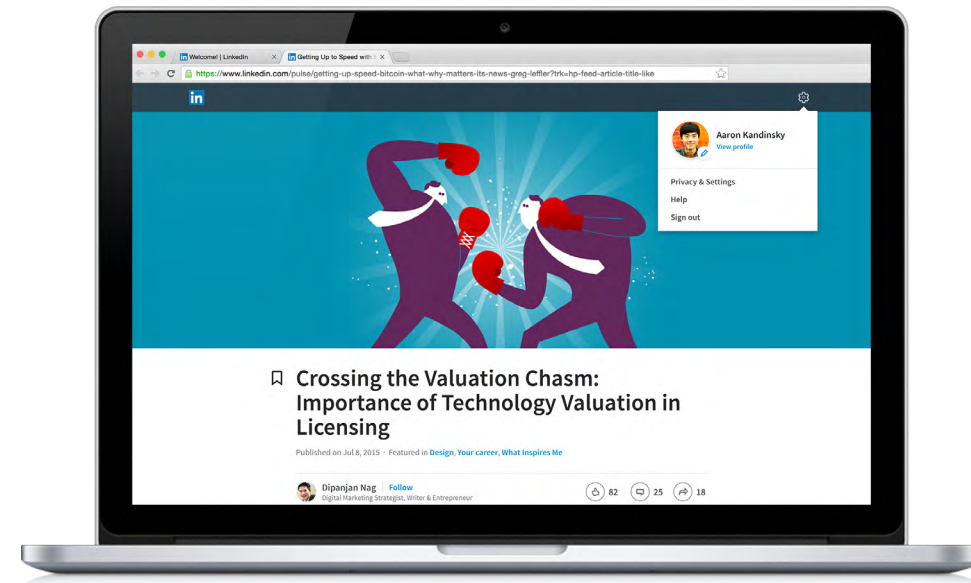 Welcome! | LinkedIn
Getting Up to Speed with
https://www.linkedin.com/pulse/getting-up-speed-bitcoin-what-why-matters-its-news-greg-leffler?trk=hp-feed-article-title-like
in
Aaron Kandinsky
View profile
Privacy & Settings
Help
Sign out
Crossing the Valuation Chasm:
Importance of Technology Valuation in
Licensing
Published on Jul 8, 2015 · Featured in Design, Your career, What Inspires Me
Dipanjan Nag | Follow
Digital Marketing Strategist, Writer & Entrepreneur
82 25 18